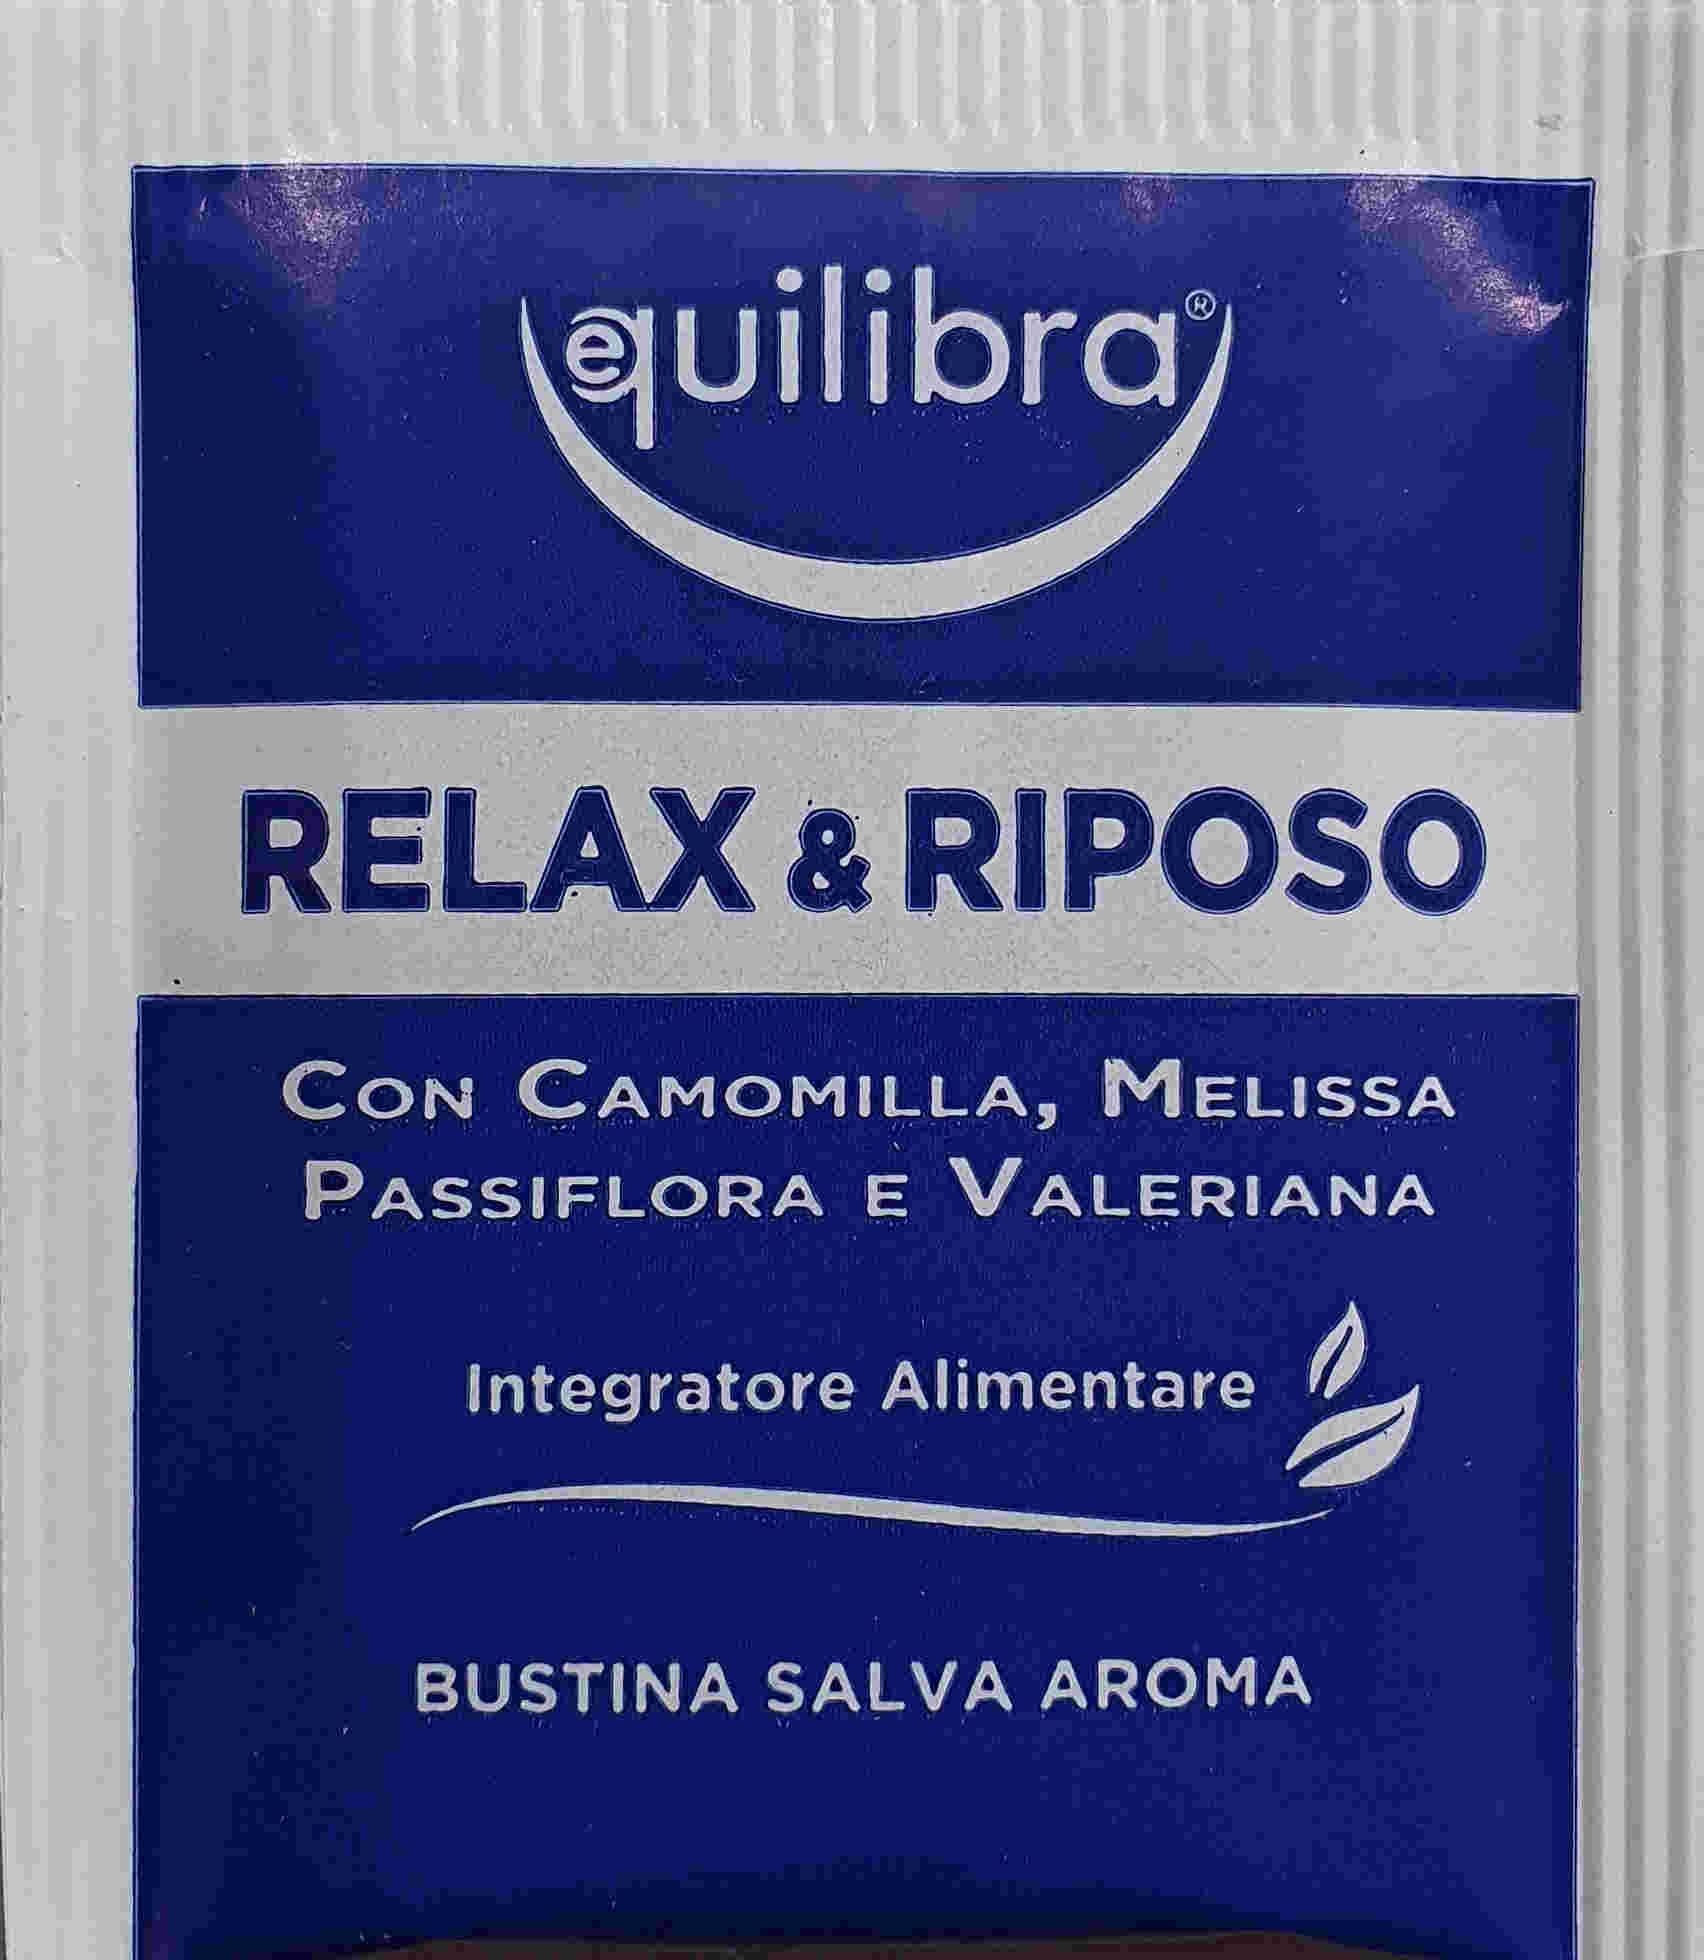 equilibra®
RELAX & RIPOSO
CON CAMOMILLA, MELISSA
PASSIFLORA E VALERIANA
Integratore Alimentare
BUSTINA SALVA AROMA